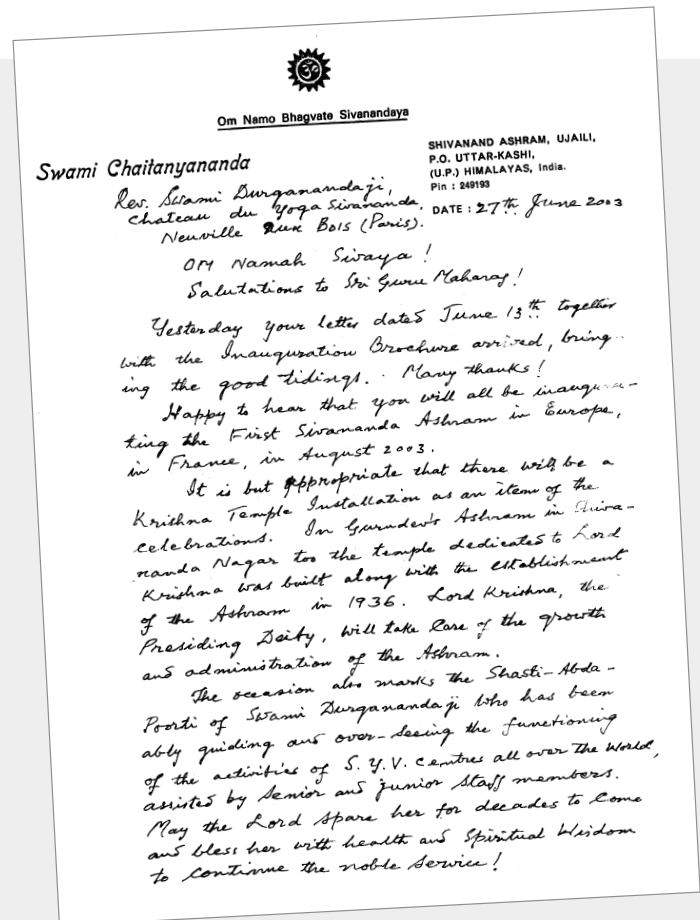 ॐ
Om Namo Bhagvate Sivanandaya
Swami Chaitanyananda
SHIVANAND ASHRAM, UJAILI,
P.O. UTTAR-KASHI,
(U.P.) HIMALAYAS, India.
Pin : 249193
DATE : 27th June 2003
Rev. Swami Durganandaji,
Chateau du Yoga Sivananda,
Neuville aux Bois (Paris).
OM Namah Sivaya!
Salutations to Sri Guru Maharaj!
Yesterday your letter dated June 13th together
with the Inauguration Brochure arrived, bring-
ing the good tidings. Many thanks!
Happy to hear that you will all be inaugura-
ting the First Sivananda Ashram in Europe,
in France, in August 2003.
It is but appropriate that there will be a
Krishna Temple Installation as an item of the
celebrations. In Gurudev's Ashram in Shiva-
nanda Nagar too the temple dedicated to Lord
Krishna was built along with the establishment
of the Ashram in 1936. Lord Krishna, the
Presiding Deity, will take care of the growth
and administration of the Ashram.
The occasion also marks the Shasti-Abda-
Poorti of Swami Durganandaji who has been
ably guiding and over-seeing the functioning
of the activities of S.Y.V. centres all over the World,
assisted by senior and junior staff members.
May the Lord spare her for decades to come
and bless her with health and Spiritual Wisdom
to continue the noble service!